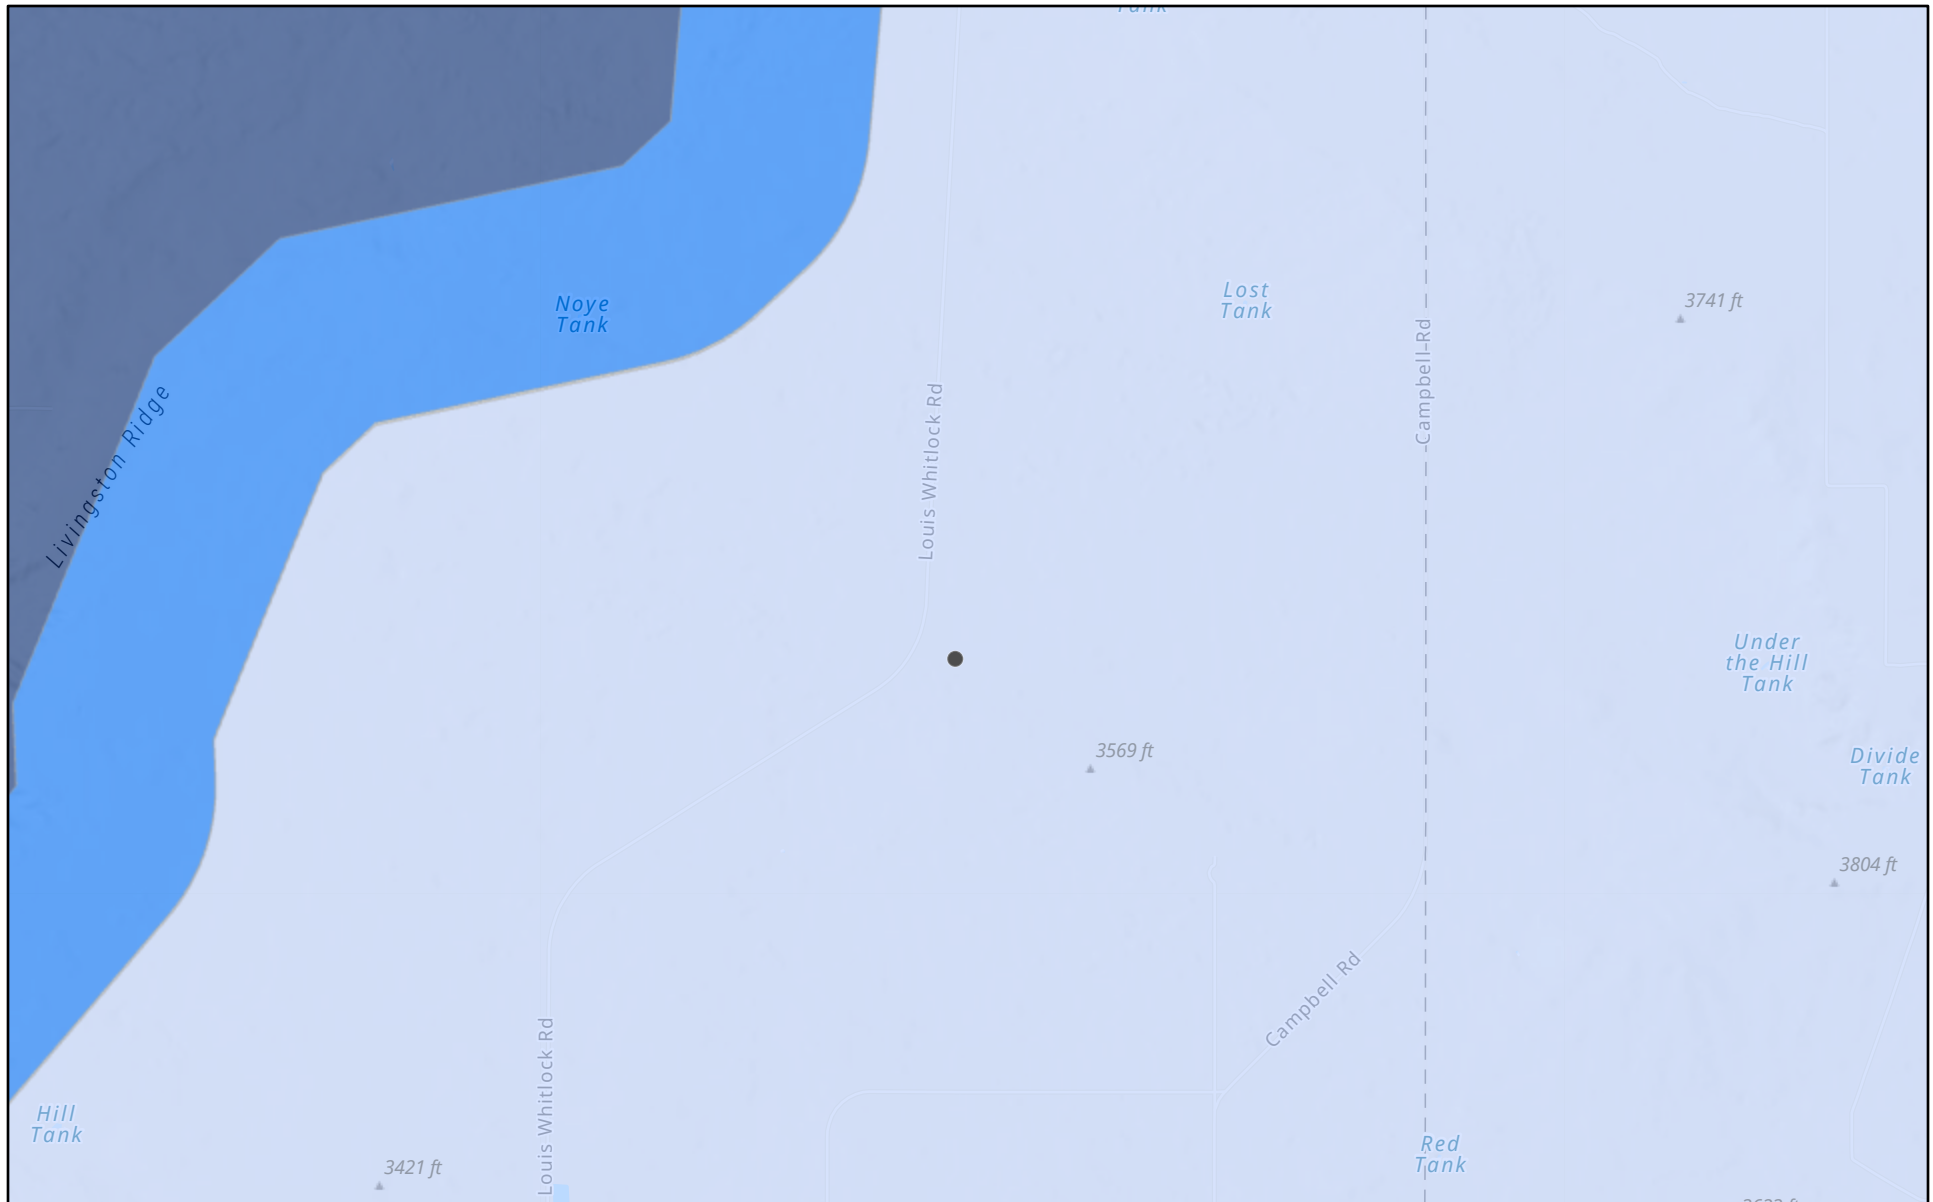 Tank
Lost
Tank
3741 ft
Noye
Tank
Livingston Ridge
Louis Whitlock Rd
Campbell Rd
Under
the Hill
Tank
3569 ft
Divide
Tank
3804 ft
Campbell Rd
Louis Whitlock Rd
Hill
Tank
3421 ft
Red
Tank